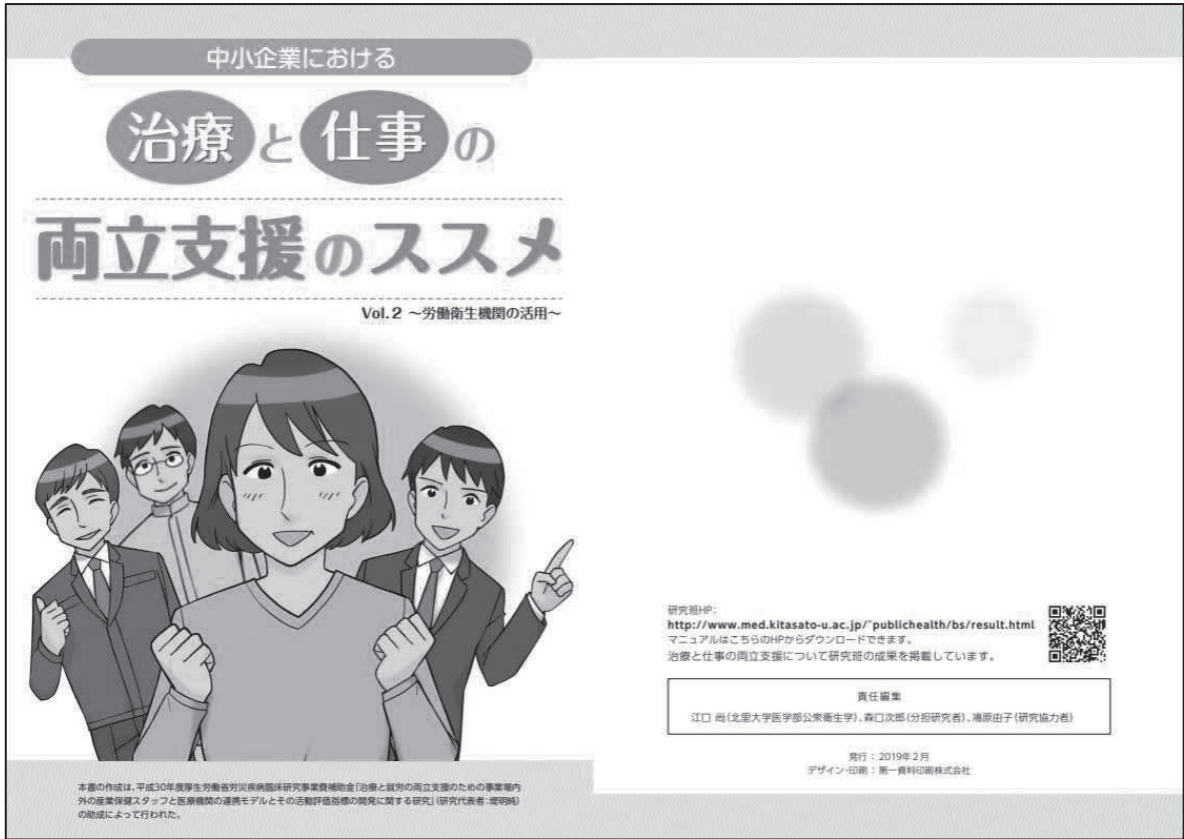 中小企業における
治療と仕事の
両立支援のススメ
Vol.2 ～労働衛生機関の活用～
本書の作成は、平成30年度厚生労働省労災疾病臨床研究事業費補助金「治療と就労の両立支援のための事業場内
外の産業保健スタッフと医療機関の連携モデルとその活動評価指標の開発に関する研究」(研究代表者:堤明純)
の助成によって行われた。
研究班HP:
http://www.med.kitasato-u.ac.jp/~publichealth/bs/result.html
マニュアルはこちらのHPからダウンロードできます。
治療と仕事の両立支援について研究班の成果を掲載しています。
責任編集
江口 尚(北里大学医学部公衆衛生学)、森口次郎(分担研究者)、鳩原由子(研究協力者)
発行:2019年2月
デザイン・印刷:第一資料印刷株式会社